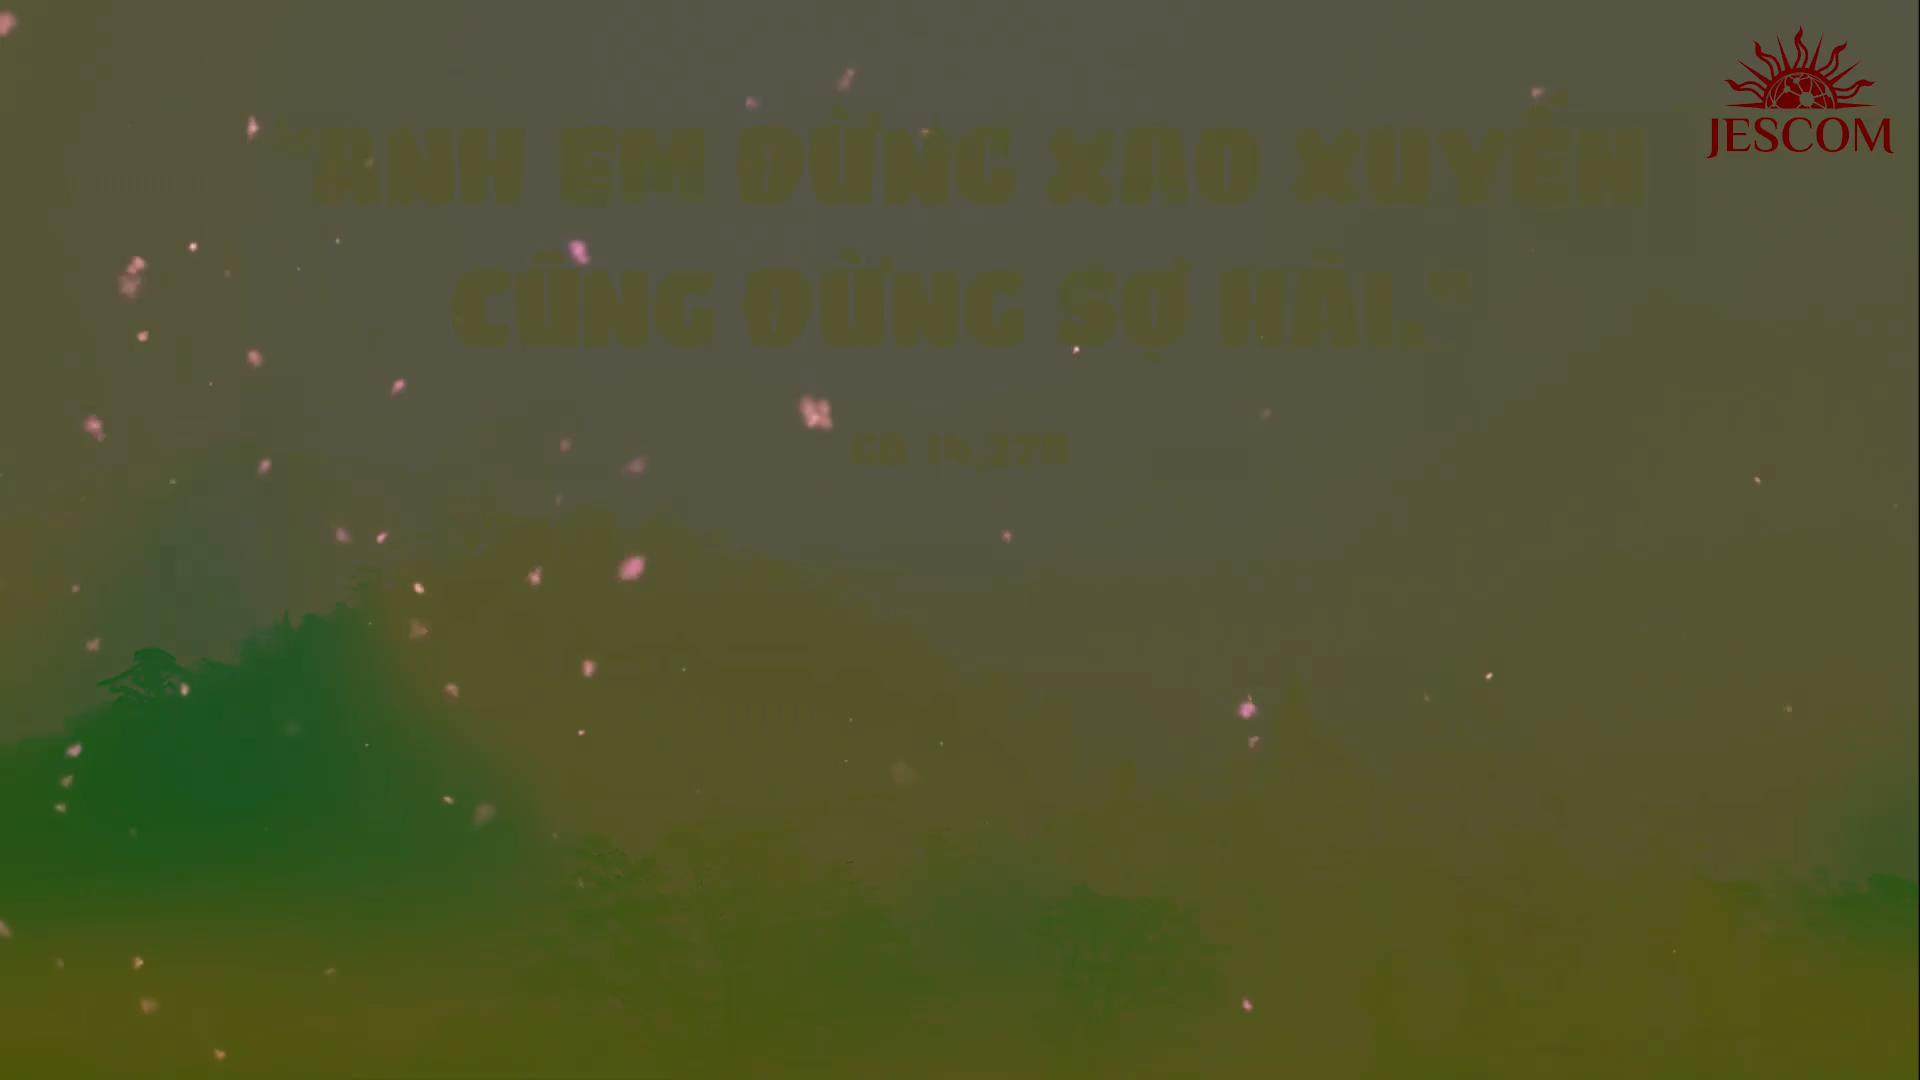 JESCOM
"ANH EM ĐỪNG XAO XUYẾN
CŨNG ĐỪNG SỢ HÃI."
GA 14,27B